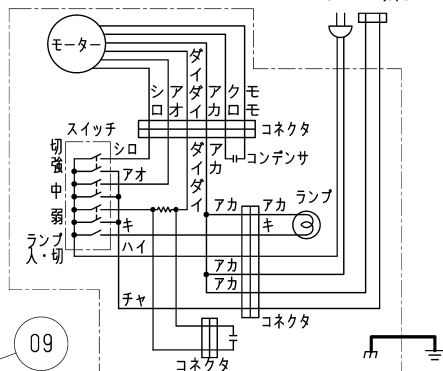 モーター
シロ
アオ
ダイダイ
アカ
クロ
モモ
コネクタ
スイッチ
切
強
中
弱
ランプ
入・切
シロ
アオ
キ
ハイ
チャ
ダイダイ
アカ
コンデンサ
アカ
アカ
キ
ランプ
アカ
アカ
コネクタ
コネクタ
09